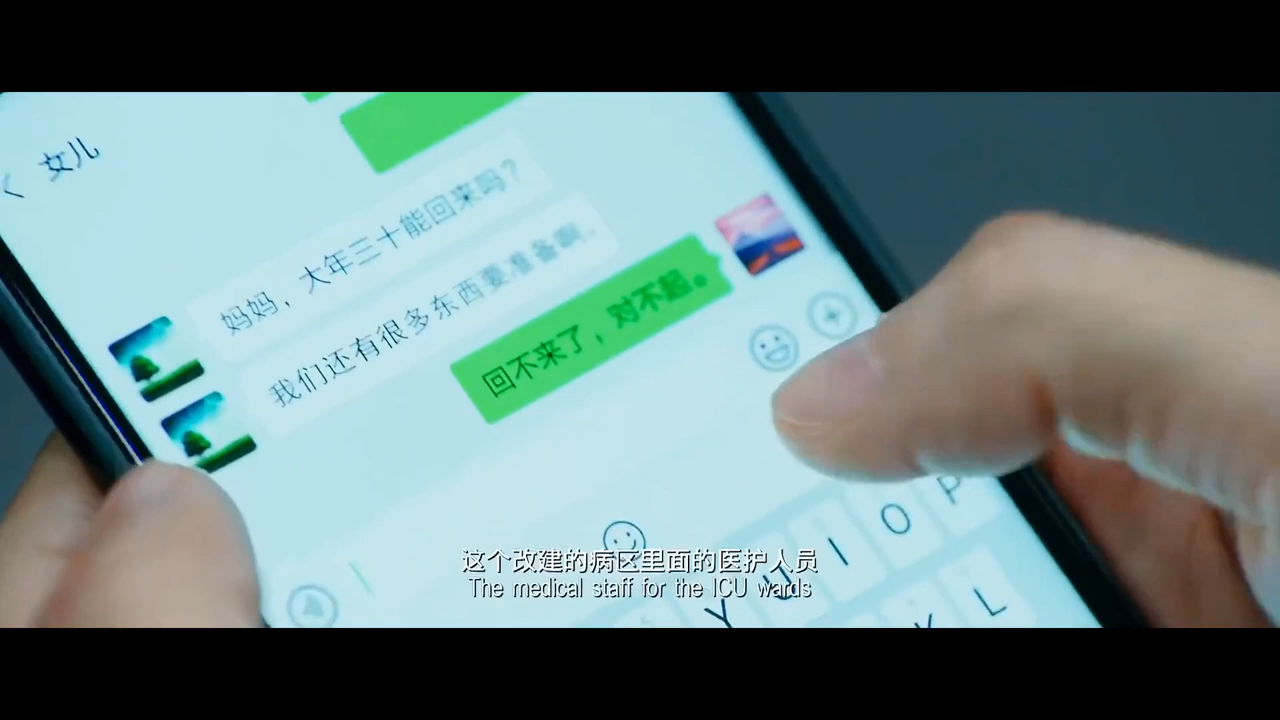 女儿
妈妈，大年三十能回来吗？
我们还有很多东西要准备啊。
回不来了，对不起。
这个改建的病区里面的医护人员
The medical staff for the ICU wards
Y U I O P
K L